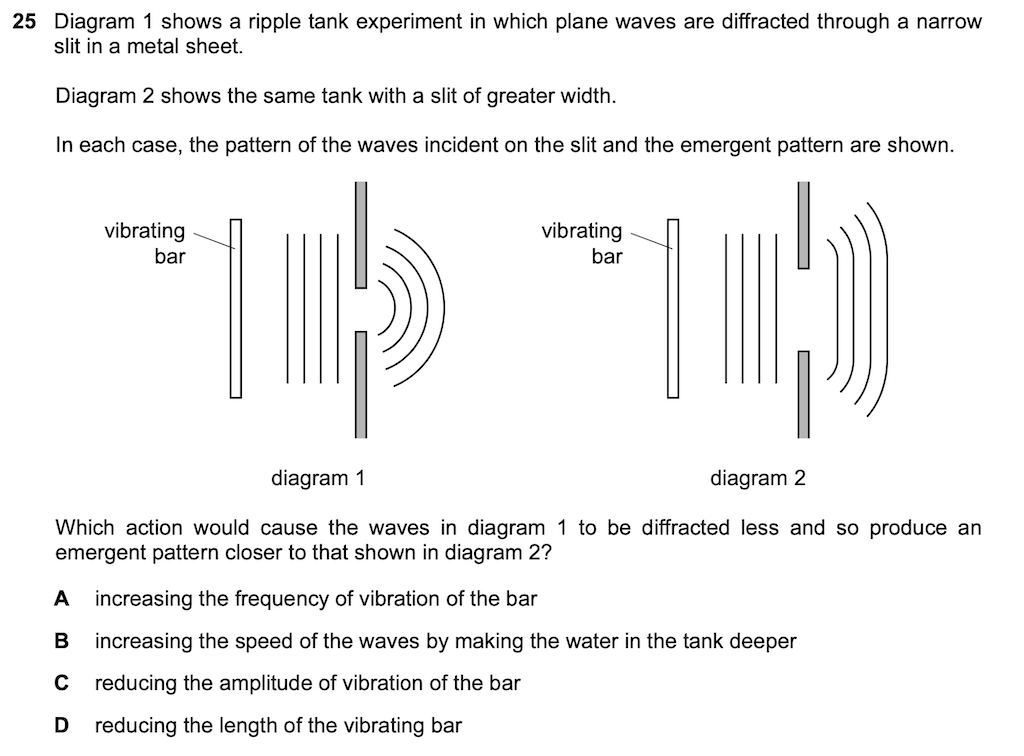 25 Diagram 1 shows a ripple tank experiment in which plane waves are diffracted through a narrow
slit in a metal sheet.
Diagram 2 shows the same tank with a slit of greater width.
In each case, the pattern of the waves incident on the slit and the emergent pattern are shown.
vibrating
bar
vibrating
bar
diagram 1
diagram 2
Which action would cause the waves in diagram 1 to be diffracted less and so produce an
emergent pattern closer to that shown in diagram 2?
A increasing the frequency of vibration of the bar
B increasing the speed of the waves by making the water in the tank deeper
C reducing the amplitude of vibration of the bar
D reducing the length of the vibrating bar